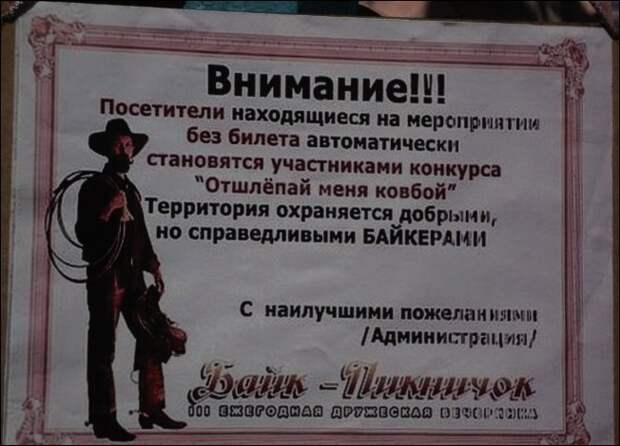 Внимание!!!
Посетители находящиеся на мероприятии
без билета автоматически
становятся участниками конкурса
"Отшлёпай меня ковбой"
Территория охраняется добрыми,
но справедливыми БАЙКЕРАМИ
С наилучшими пожеланиями
/Администрация/
Байк -Пикничок
III ЕЖЕГОДНАЯ ДРУЖЕСКАЯ ВЕЧЕРИНКА